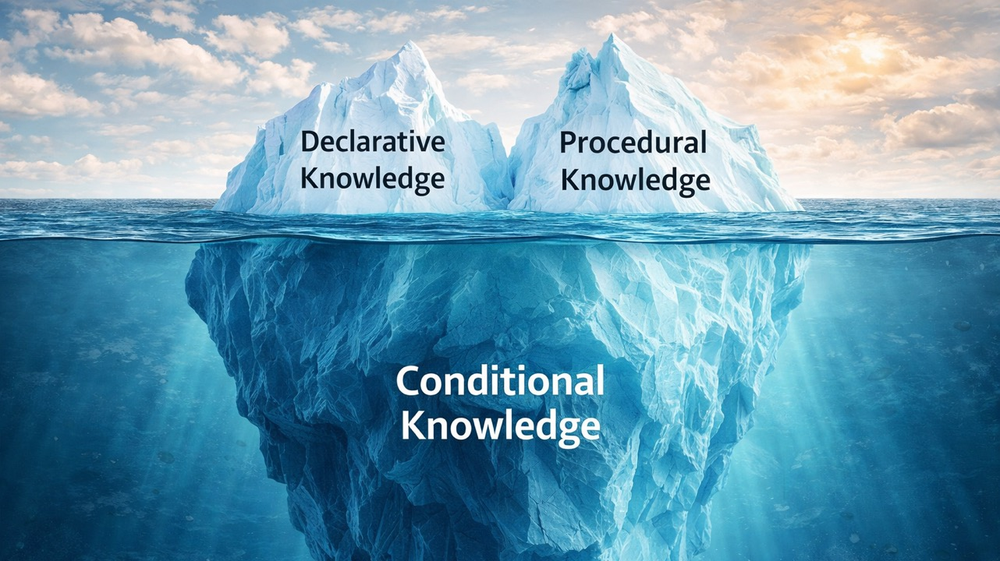 Declarative
Knowledge
Procedural
Knowledge
Conditional
Knowledge